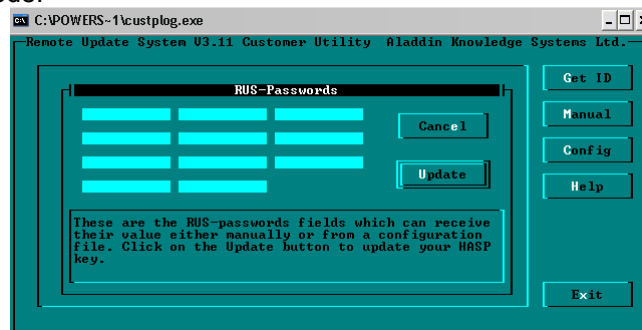 C:\POWERS~1\custplog.exe
Remote Update System V3.11 Customer Utility Aladdin Knowledge Systems Ltd.
RUS-Passwords
Get ID
Manual
Cancel
Config
Update
Help
These are the RUS-passwords fields which can receive
their value either manually or from a configuration
file. Click on the Update button to update your HASP
key.
Exit